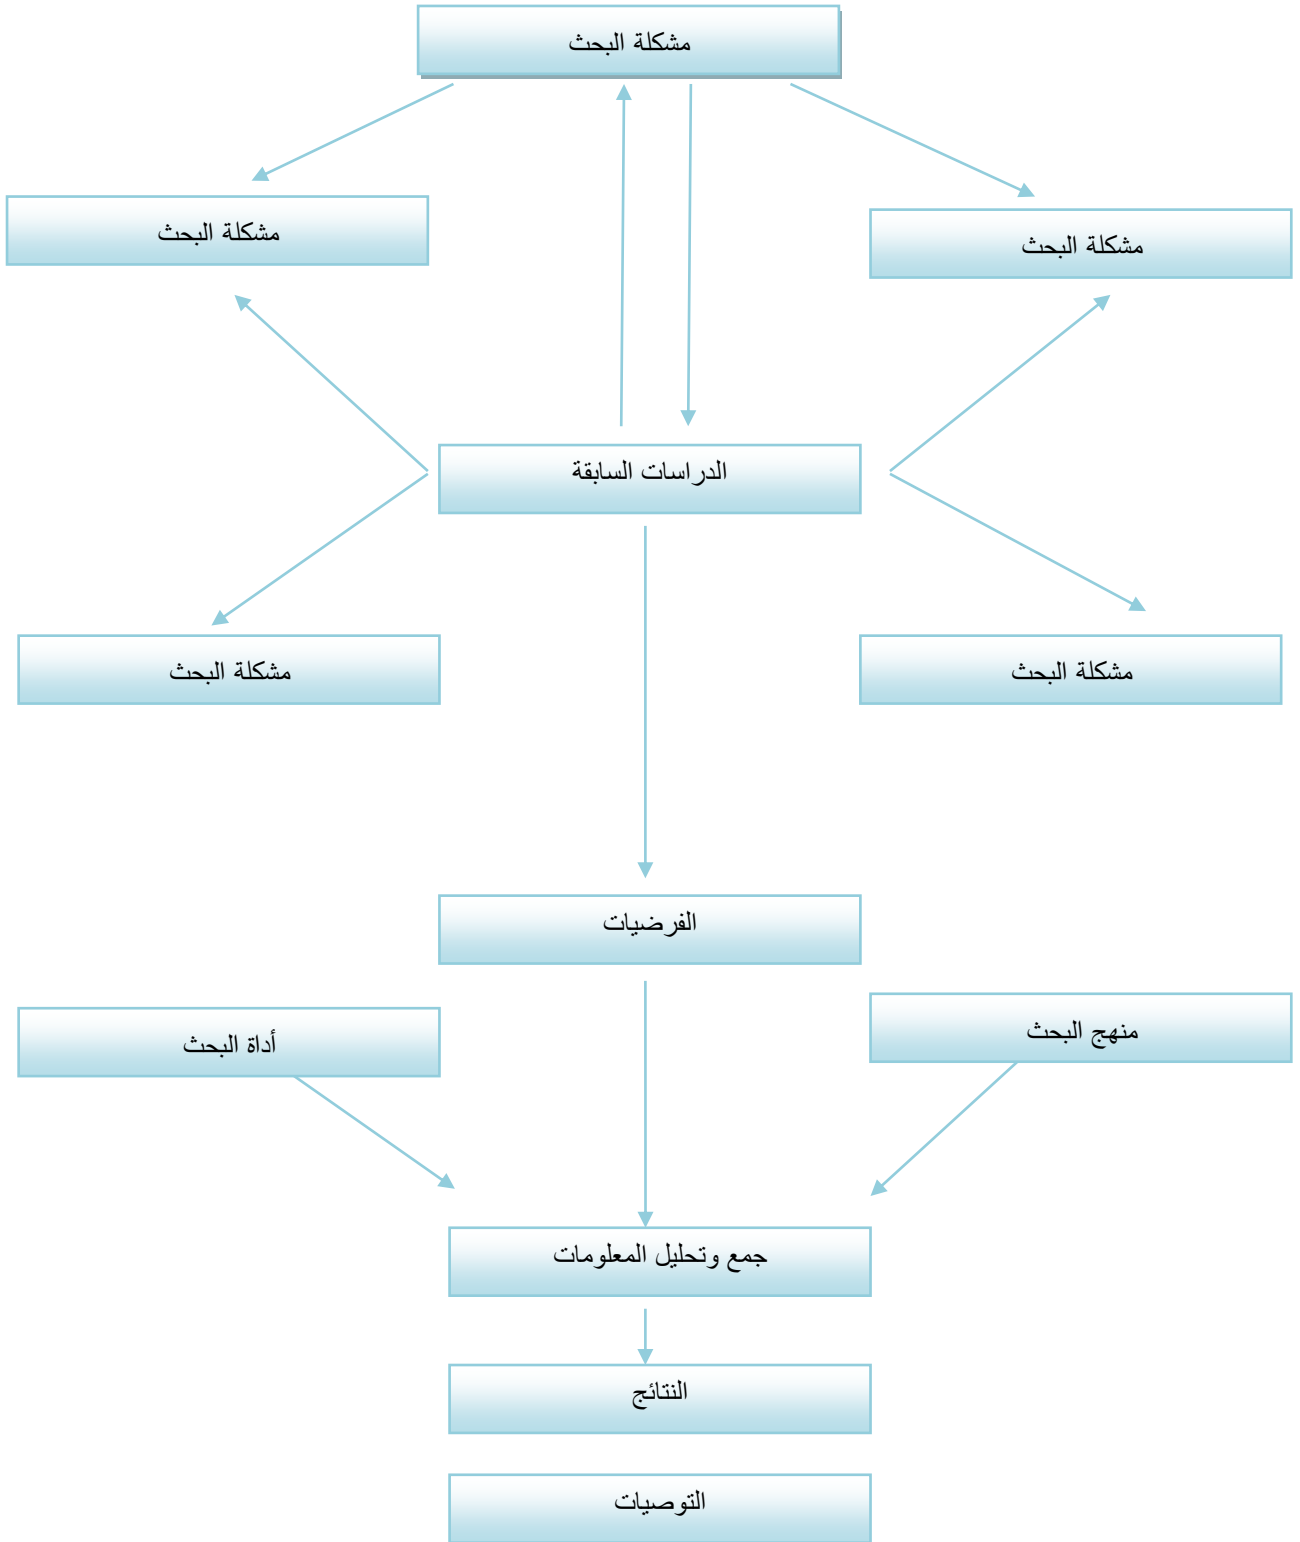 مشكلة البحث
مشكلة البحث
مشكلة البحث
الدراسات السابقة
مشكلة البحث
مشكلة البحث
الفرضيات
منهج البحث
أداة البحث
جمع وتحليل المعلومات
النتائج
التوصيات